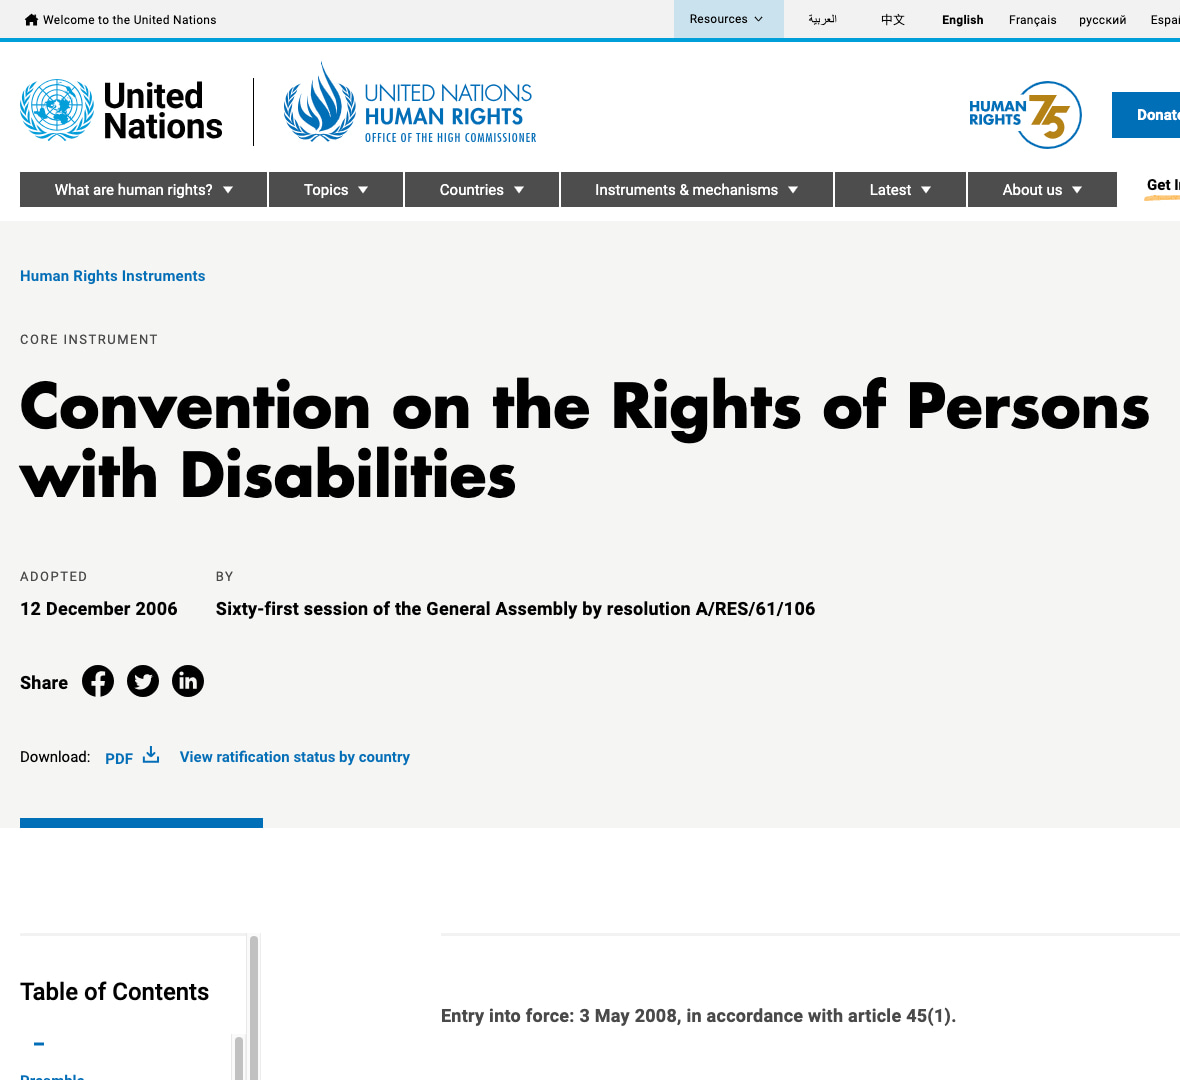 Welcome to the United Nations
Resources
العربية
中文
English
Français
русский
United
Nations
UNITED NATIONS
HUMAN RIGHTS
OFFICE OF THE HIGH COMMISSIONER
HUMAN
RIGHTS
75
What are human rights?
Topics
Countries
Instruments & mechanisms
Latest
About us
Get
Human Rights Instruments
CORE INSTRUMENT
Convention on the Rights of Persons
with Disabilities
ADOPTED
BY
12 December 2006
Sixty-first session of the General Assembly by resolution A/RES/61/106
Share
Download:
PDF
View ratification status by country
Table of Contents
Entry into force: 3 May 2008, in accordance with article 45(1).